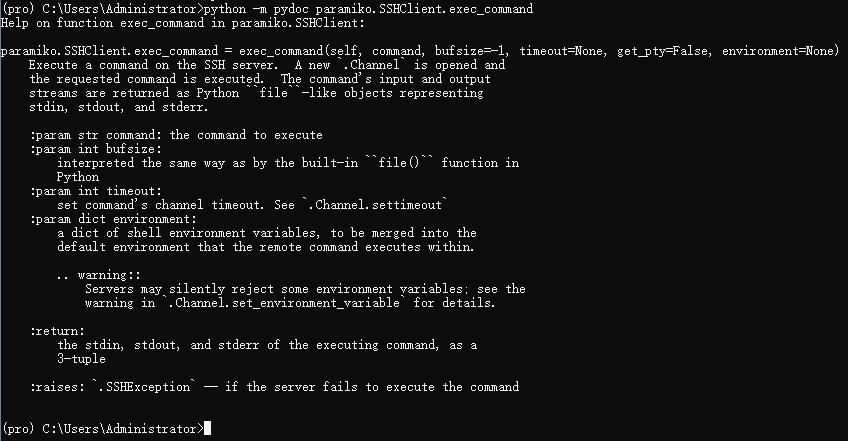 (pro) C:\Users\Administrator>python -m pydoc paramiko.SSHClient.exec_command
Help on function exec_command in paramiko.SSHClient:
paramiko.SSHClient.exec_command = exec_command(self, command, bufsize=-1, timeout=None, get_pty=False, environment=None)
Execute a command on the SSH server.  A new `.Channel` is opened and
the requested command is executed.  The command's input and output
streams are returned as Python ``file``-like objects representing
stdin, stdout, and stderr.
:param str command: the command to execute
:param int bufsize:
interpreted the same way as by the built-in ``file()`` function in
Python
:param int timeout:
set command's channel timeout. See `.Channel.settimeout`
:param dict environment:
a dict of shell environment variables, to be merged into the
default environment that the remote command executes within.
.. warning::
Servers may silently reject some environment variables; see the
warning in `.Channel.set_environment_variable` for details.
:return:
the stdin, stdout, and stderr of the executing command, as a
3-tuple
:raises: `.SSHException` -- if the server fails to execute the command
(pro) C:\Users\Administrator>